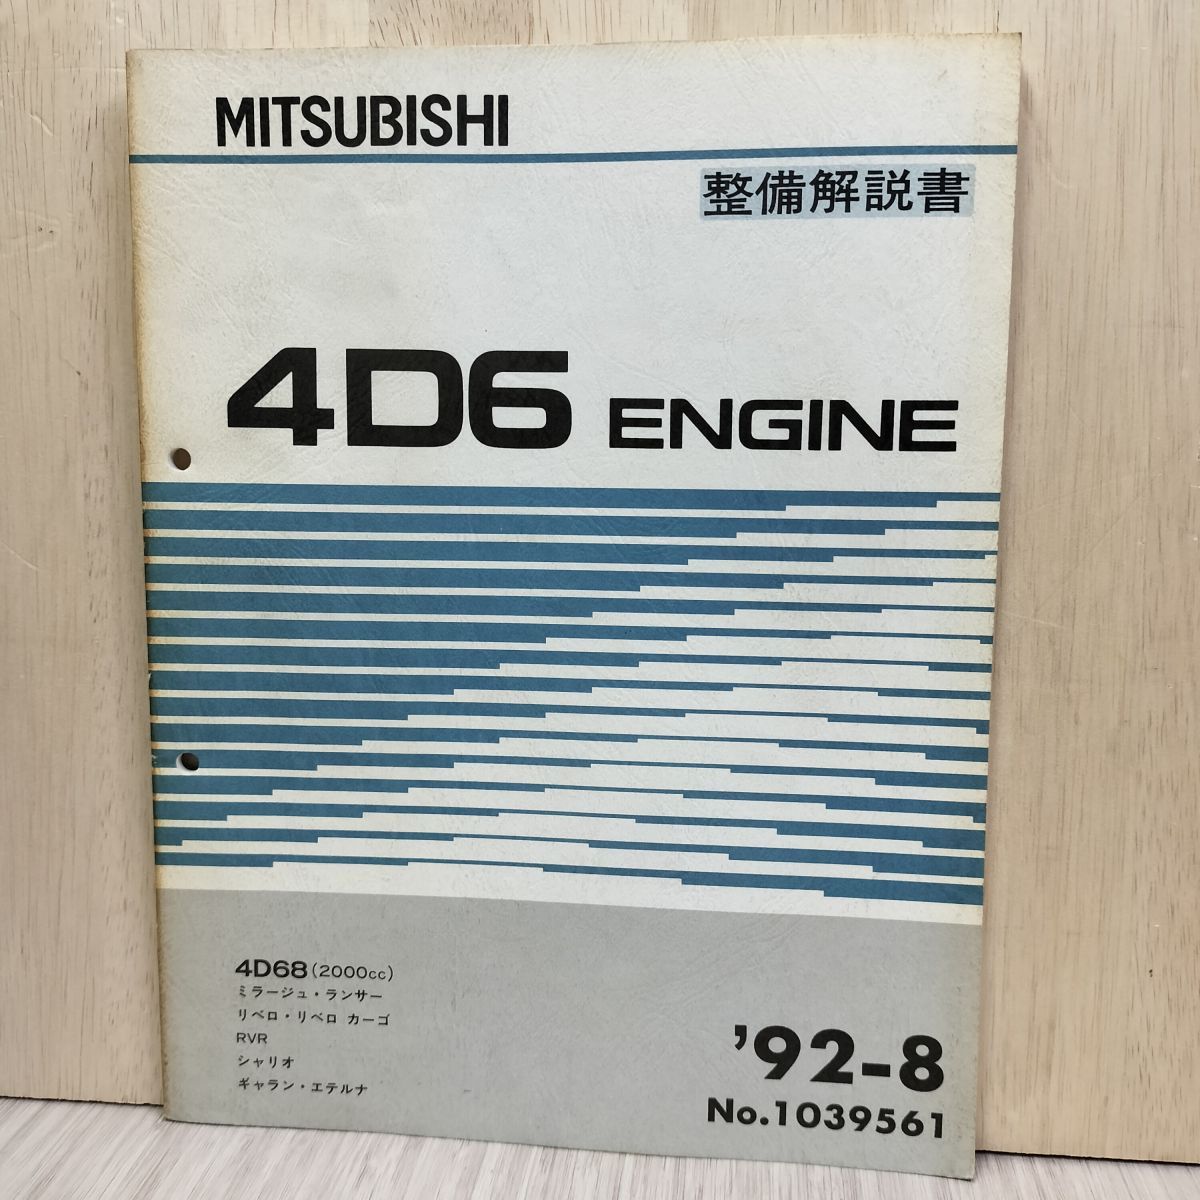 MITSUBISHI
整備解説書
4D6 ENGINE
4D68(2000cc)
ミラージュ・ランサー
リベロ・リベロ カーゴ
RVR
シャリオ
ギャラン・エテルナ
'92-8
No.1039561